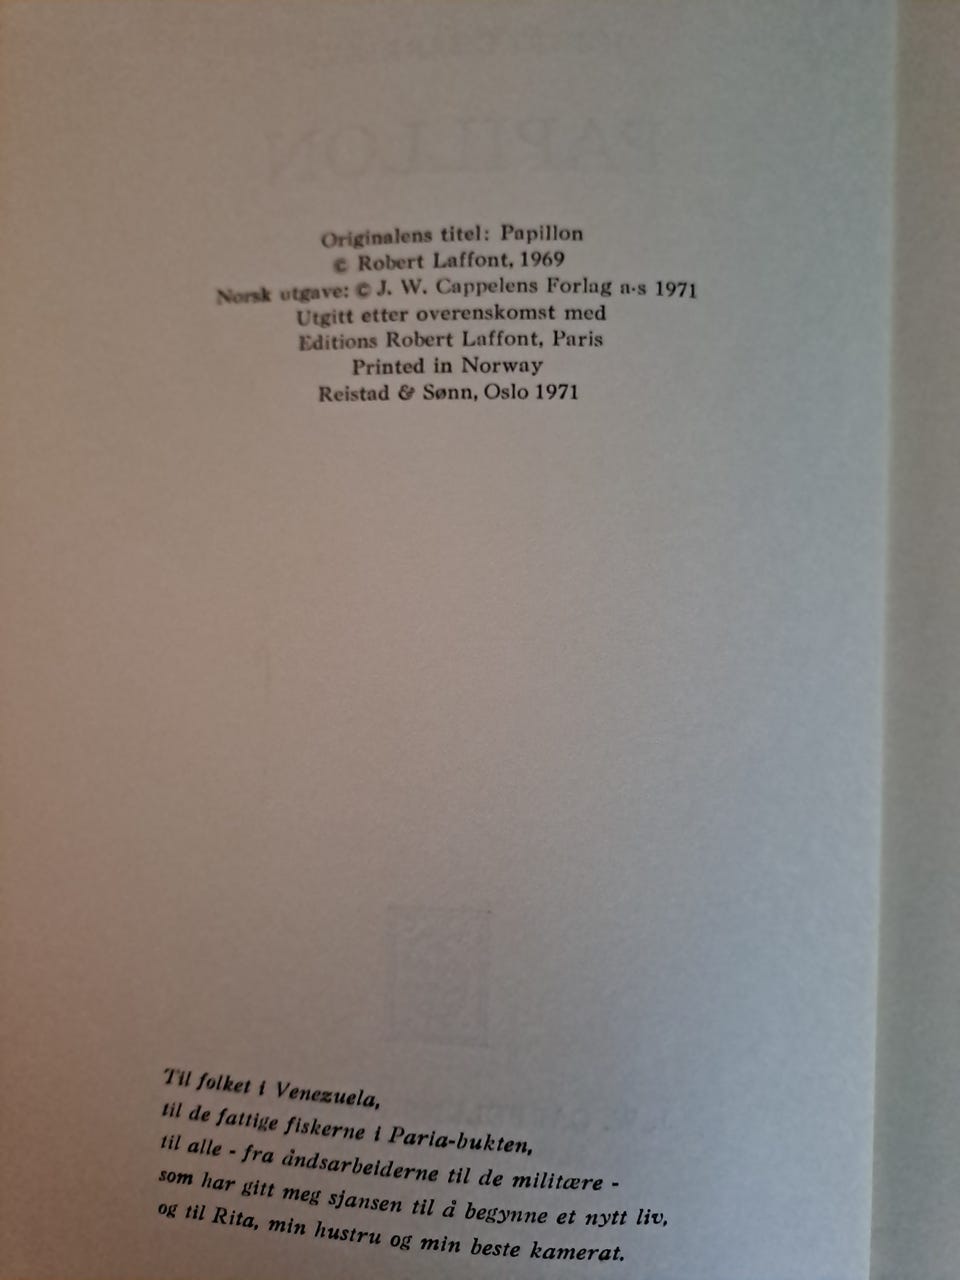 PAPILLON
Originalens titel: Papillon
© Robert Laffont, 1969
Norsk utgave: © J. W. Cappelens Forlag a·s 1971
Utgitt etter overenskomst med
Editions Robert Laffont, Paris
Printed in Norway
Reistad & Sønn, Oslo 1971
Til folket i Venezuela,
til de fattige fiskerne i Paria-bukten,
til alle - fra åndsarbeiderne til de militære -
som har gitt meg sjansen til å begynne et nytt liv,
og til Rita, min hustru og min beste kamerat.